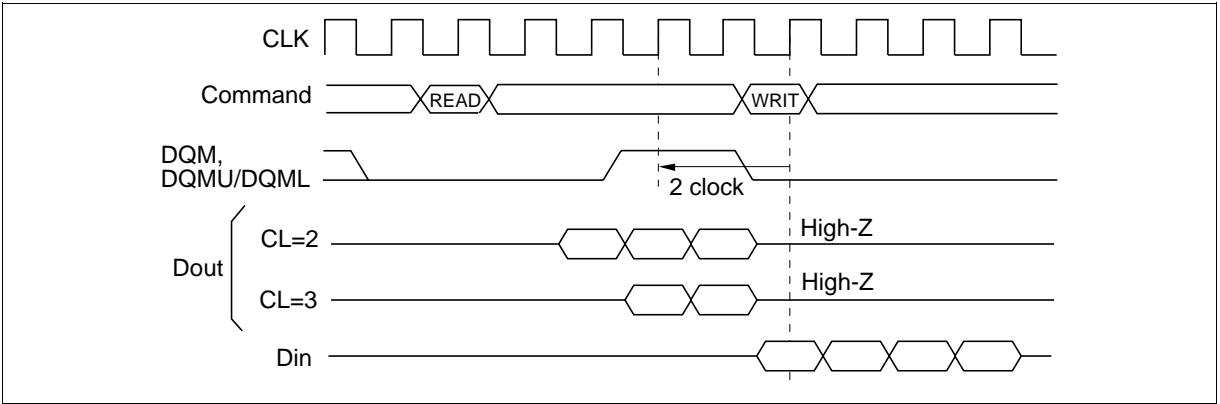 CLK
Command
READ
WRIT
DQM,
DQMU/DQML
2 clock
CL=2
High-Z
Dout
CL=3
High-Z
Din